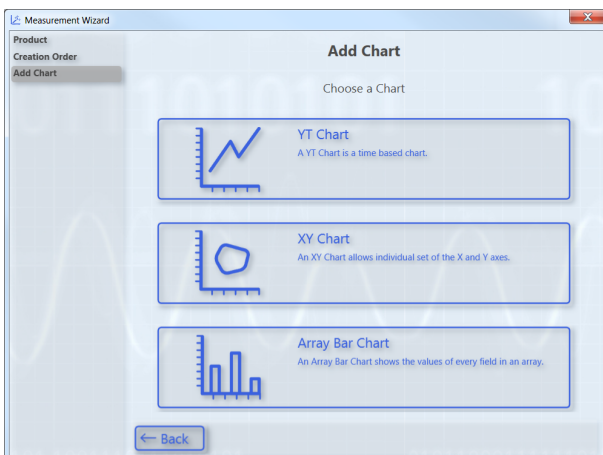 Measurement Wizard
Product
Creation Order
Add Chart
Add Chart
Choose a Chart
YT Chart
A YT Chart is a time based chart.
XY Chart
An XY Chart allows individual set of the X and Y axes.
Array Bar Chart
An Array Bar Chart shows the values of every field in an array.
← Back